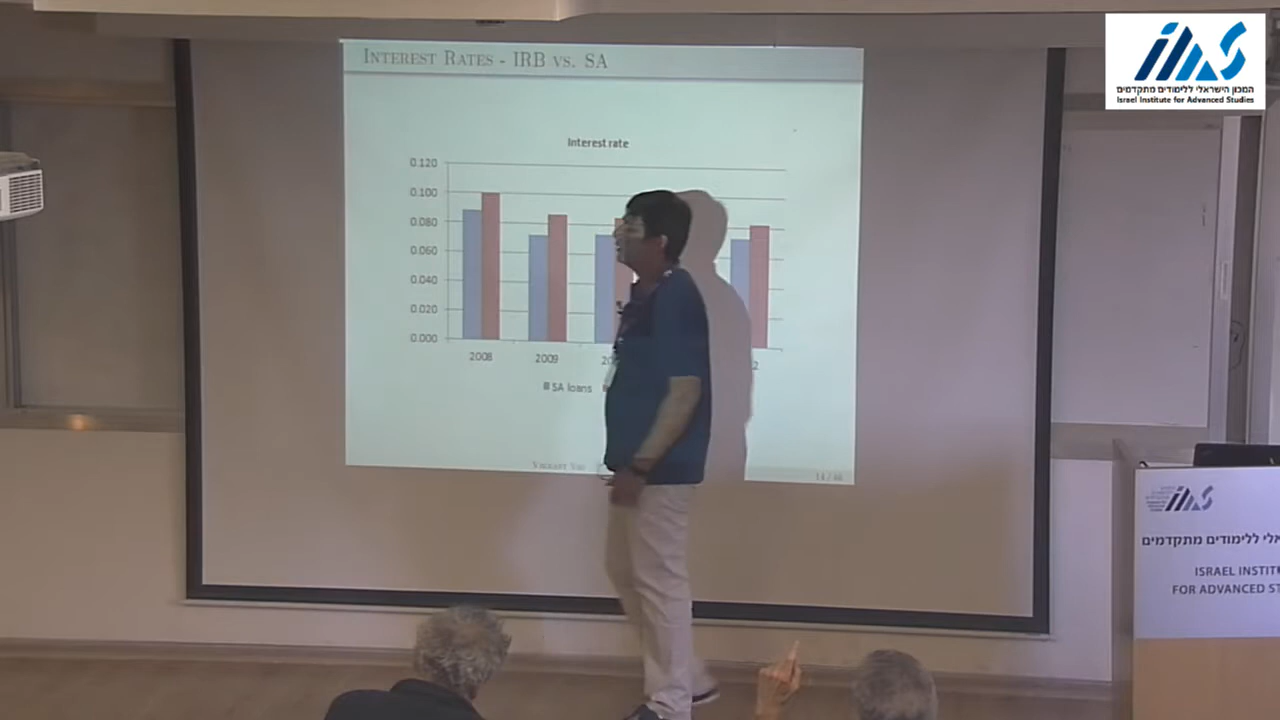 INTEREST RATES - IRB VS. SA
Interest rate
0.120
0.100
0.080
0.060
0.040
0.020
0.000
2008
2009
SA loans
המכון הישראלי ללימודים מתקדמים
Israel Institute for Advanced Studies
ללימודים מתקדמים
ISRAEL INSTIT
FOR ADVANCED ST